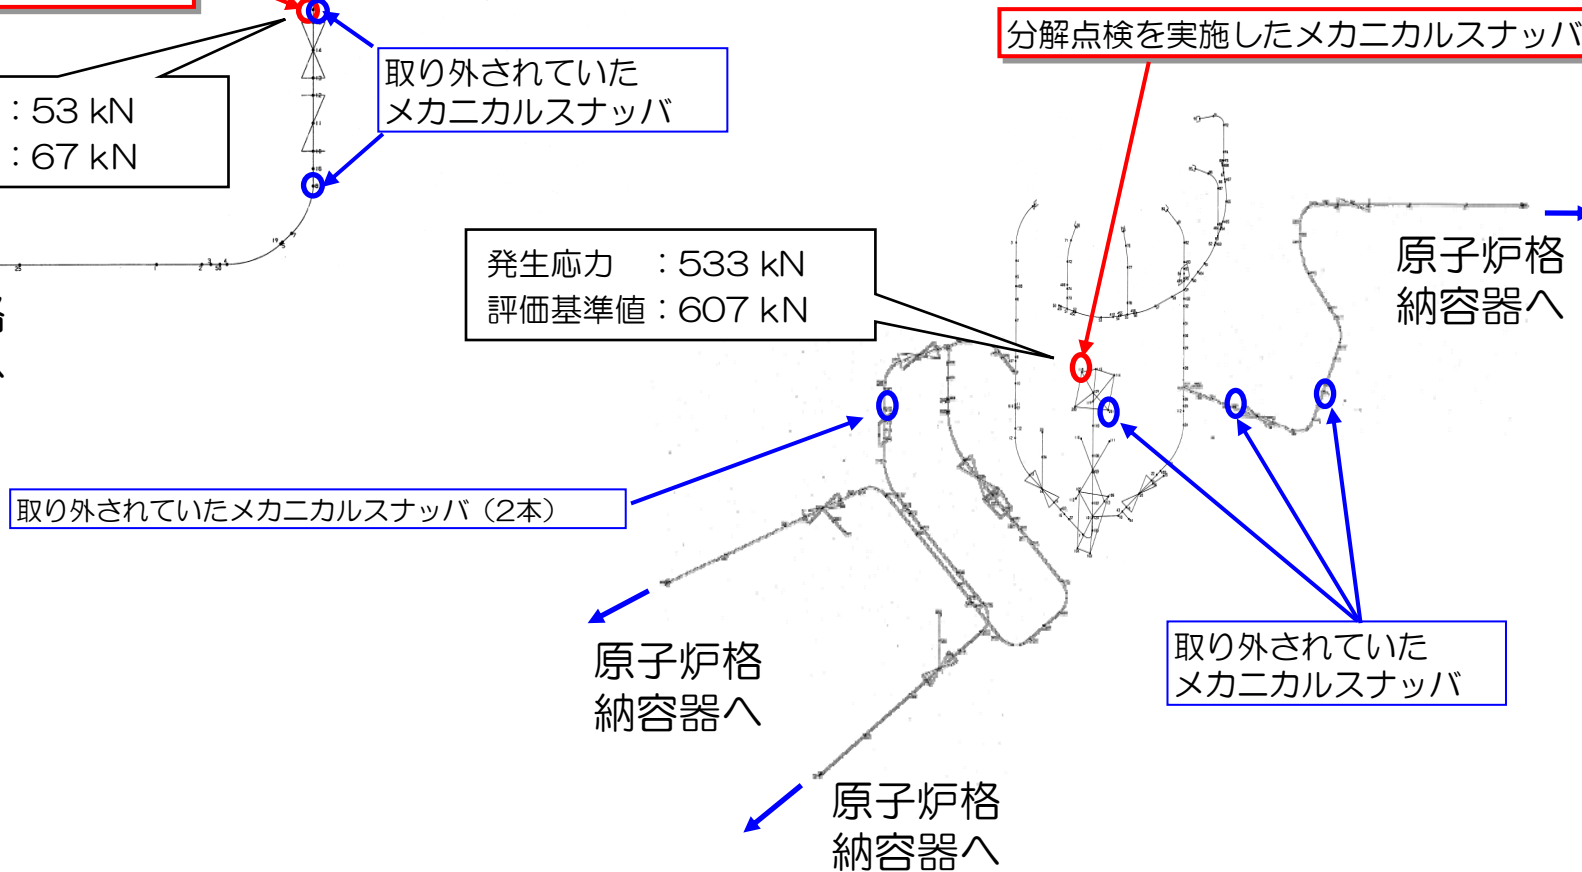 分解点検を実施したメカニカルスナッバ
取り外されていた
メカニカルスナッバ
：53 kN
：67 kN
発生応力　：533 kN
評価基準値：607 kN
原子炉格
納容器へ
取り外されていたメカニカルスナッバ（2本）
原子炉格
納容器へ
取り外されていた
メカニカルスナッバ
原子炉格
納容器へ